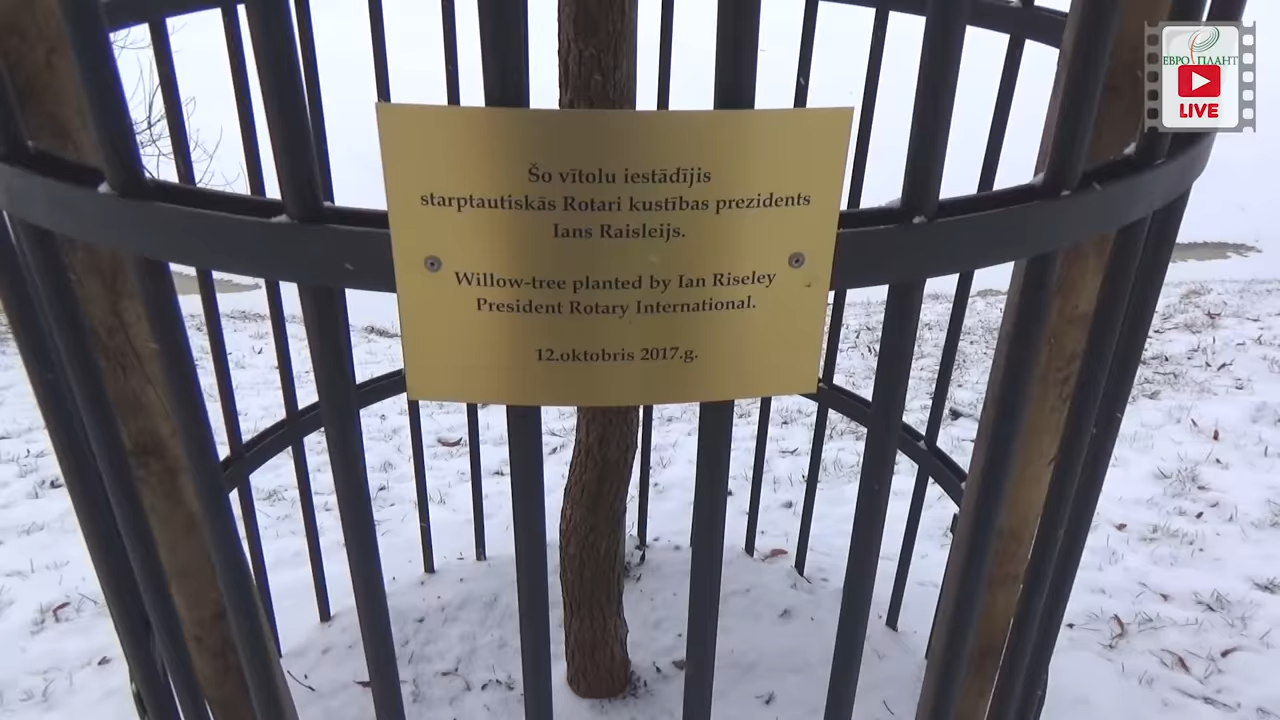 ЕВРО ПЛАНТ
LIVE
Šo vītolu iestādījis
starptautiskās Rotari kustības prezidents
Ians Raisleijs.
Willow-tree planted by Ian Riseley
President Rotary International.
12.oktobris 2017.g.